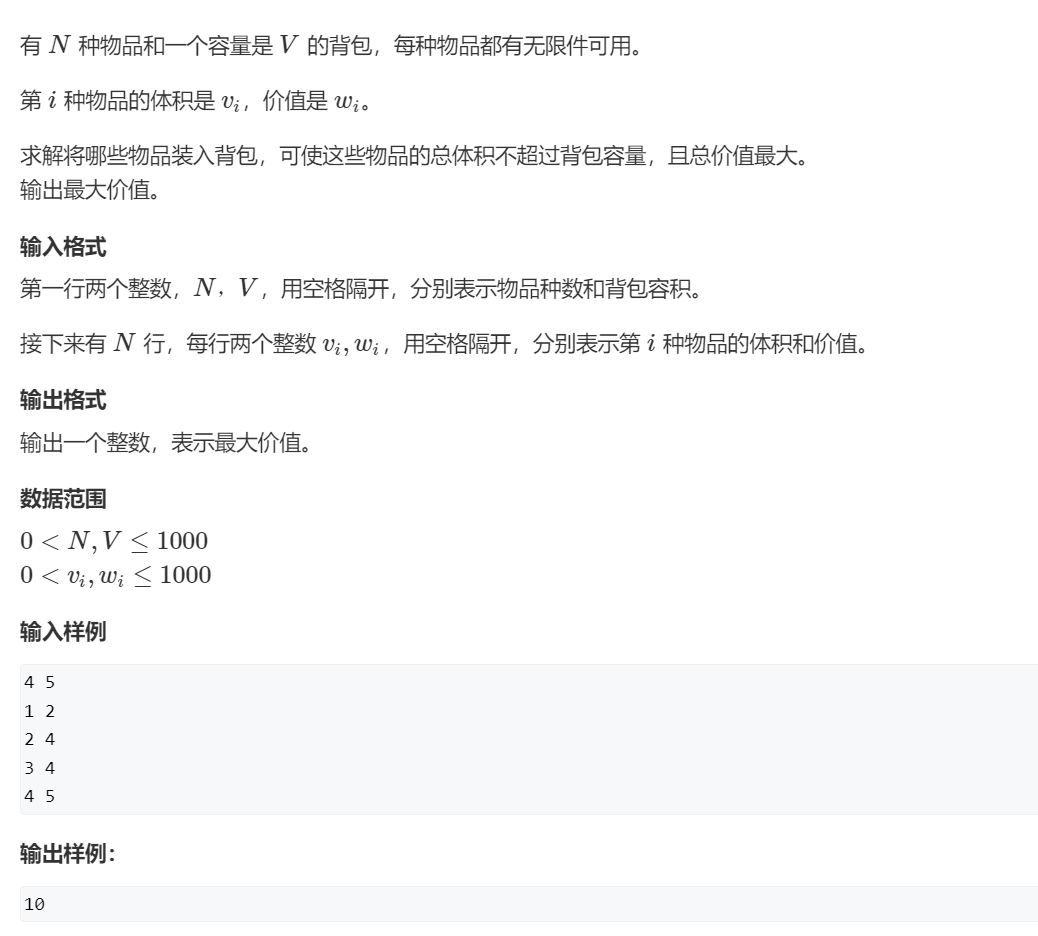 有 N 种物品和一个容量是 V 的背包，每种物品都有无限件可用。
第 i 种物品的体积是 vᵢ，价值是 wᵢ。
求解将哪些物品装入背包，可使这些物品的总体积不超过背包容量，且总价值最大。
输出最大价值。
输入格式
第一行两个整数，N，V，用空格隔开，分别表示物品种数和背包容积。
接下来有 N 行，每行两个整数 vᵢ, wᵢ，用空格隔开，分别表示第 i 种物品的体积和价值。
输出格式
输出一个整数，表示最大价值。
数据范围
0 < N, V ≤ 1000
0 < vᵢ, wᵢ ≤ 1000
输入样例
4 5
1 2
2 4
3 4
4 5
输出样例：
10